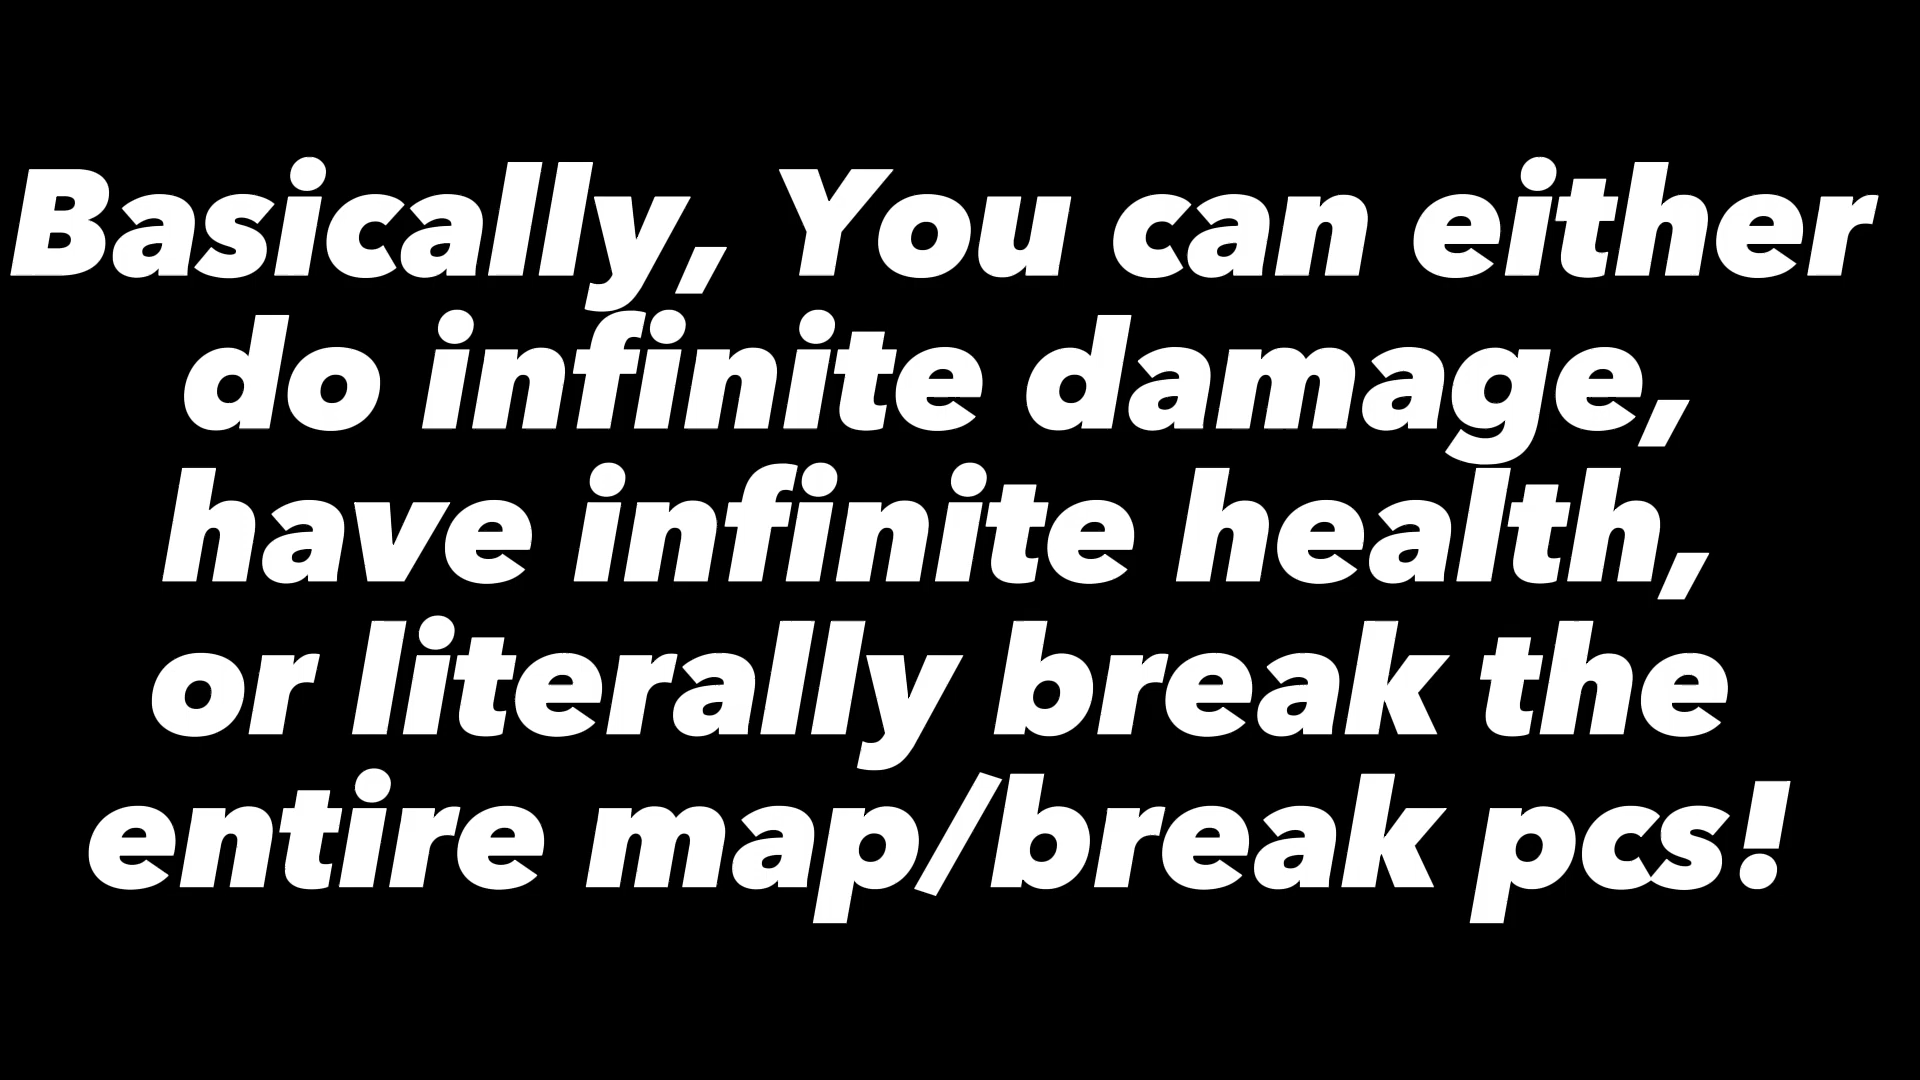 Basically, You can either
do infinite damage,
have infinite health,
or literally break the
entire map/break pcs!